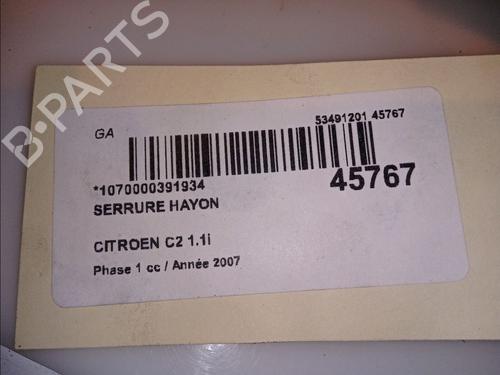 GA
53491201 45767
*1070000391934
45767
SERRURE HAYON
CITROEN C2 1.1i
Phase 1 cc / Année 2007
B-PARTS